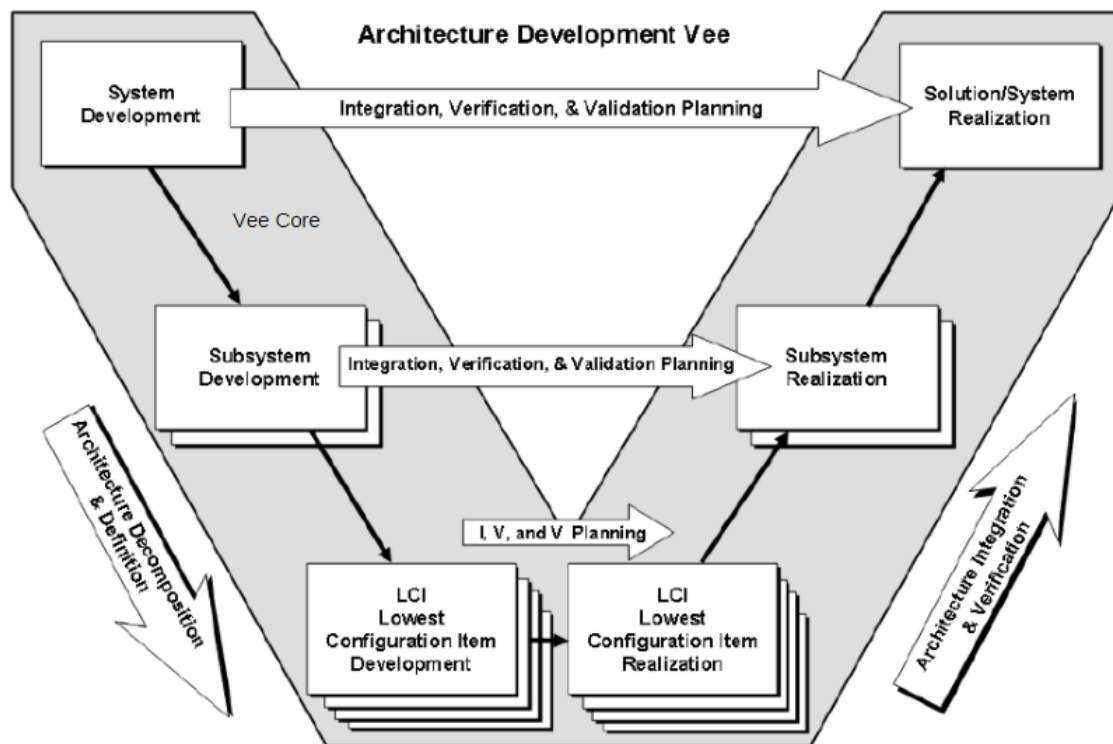 Architecture Development Vee
System
Development
Integration, Verification, & Validation Planning
Solution/System
Realization
Vee Core
Subsystem
Development
Integration, Verification, & Validation Planning
Subsystem
Realization
Architecture Decomposition
& Definition
I, V, and V Planning
Architecture Integration
& Verification
LCI
Lowest
Configuration Item
Development
LCI
Lowest
Configuration Item
Realization